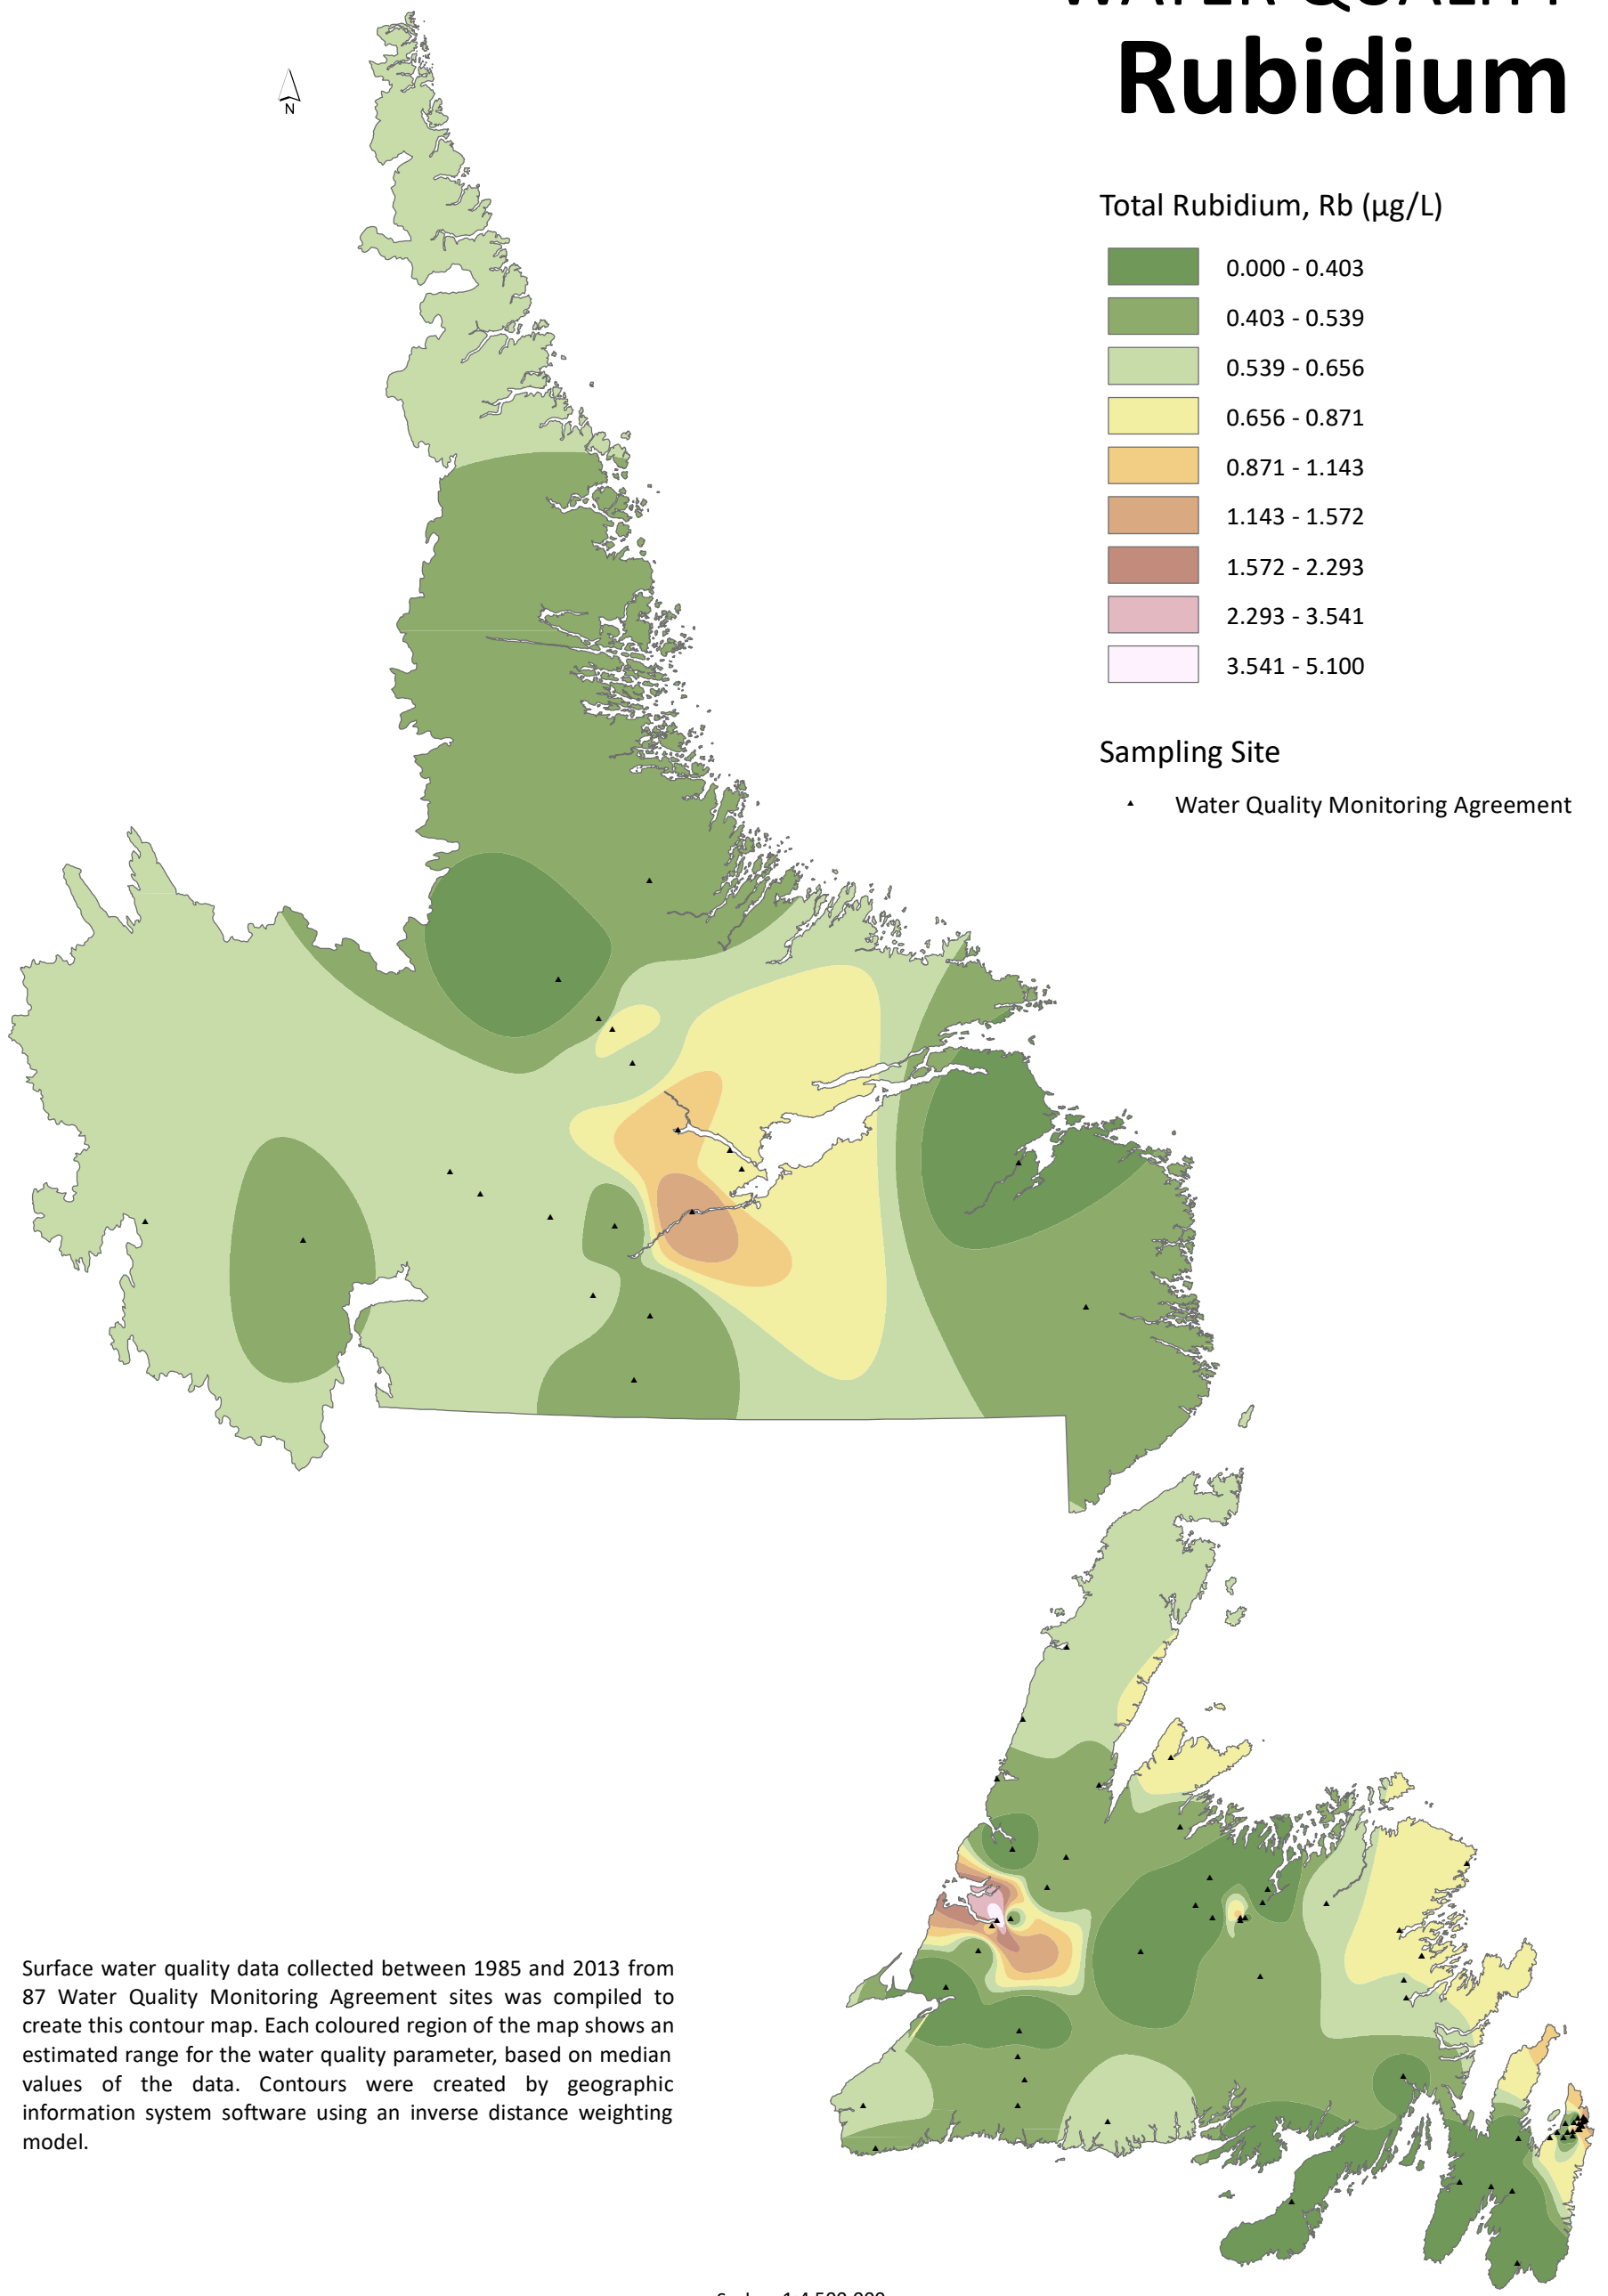 WATER QUALITY
Rubidium
N
Total Rubidium, Rb (µg/L)
0.000 - 0.403
0.403 - 0.539
0.539 - 0.656
0.656 - 0.871
0.871 - 1.143
1.143 - 1.572
1.572 - 2.293
2.293 - 3.541
3.541 - 5.100
Sampling Site
Water Quality Monitoring Agreement
Surface water quality data collected between 1985 and 2013 from
87 Water Quality Monitoring Agreement sites was compiled to
create this contour map. Each coloured region of the map shows an
estimated range for the water quality parameter, based on median
values of the data. Contours were created by geographic
information system software using an inverse distance weighting
model.